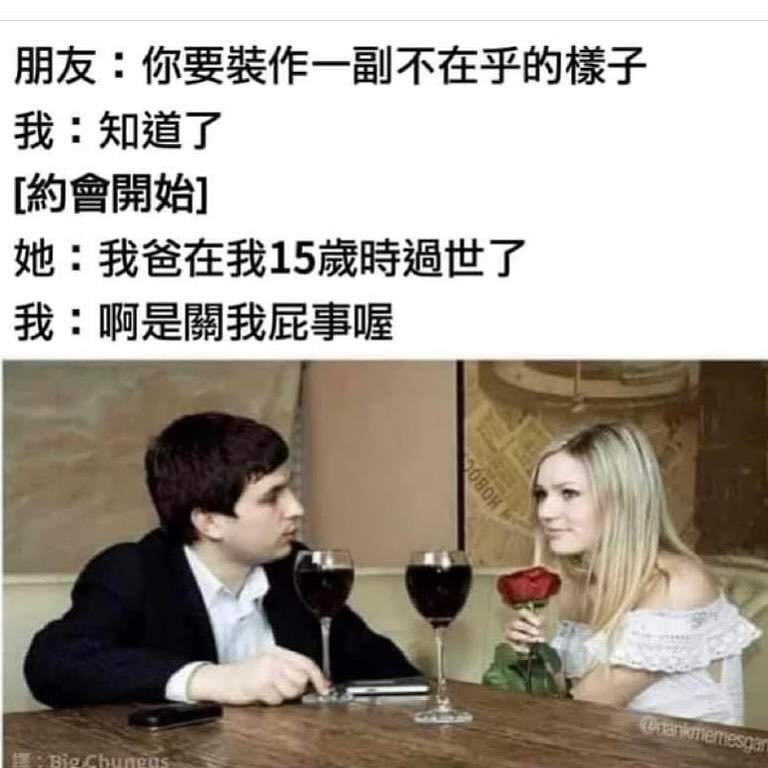 朋友：你要裝作一副不在乎的樣子
我：知道了
[約會開始]
她：我爸在我15歲時過世了
我：啊是關我屁事喔
HOBOC
@dankmemesgan
譯：Big Chungus